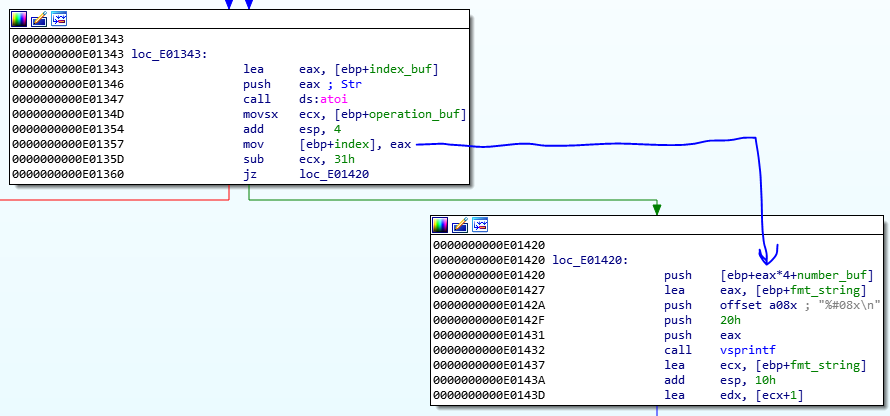 0000000000E01343
0000000000E01343 loc_E01343:
0000000000E01343 lea eax, [ebp+index_buf]
0000000000E01346 push eax ; Str
0000000000E01347 call ds:atoi
0000000000E0134D movsx ecx, [ebp+operation_buf]
0000000000E01354 add esp, 4
0000000000E01357 mov [ebp+index], eax
0000000000E0135D sub ecx, 31h
0000000000E01360 jz loc_E01420
0000000000E01420
0000000000E01420 loc_E01420:
0000000000E01420 push [ebp+eax*4+number_buf]
0000000000E01427 lea eax, [ebp+fmt_string]
0000000000E0142A push offset a08x ; "%#08x\n"
0000000000E0142F push 20h
0000000000E01431 push eax
0000000000E01432 call vsprintf
0000000000E01437 lea ecx, [ebp+fmt_string]
0000000000E0143A add esp, 10h
0000000000E0143D lea edx, [ecx+1]